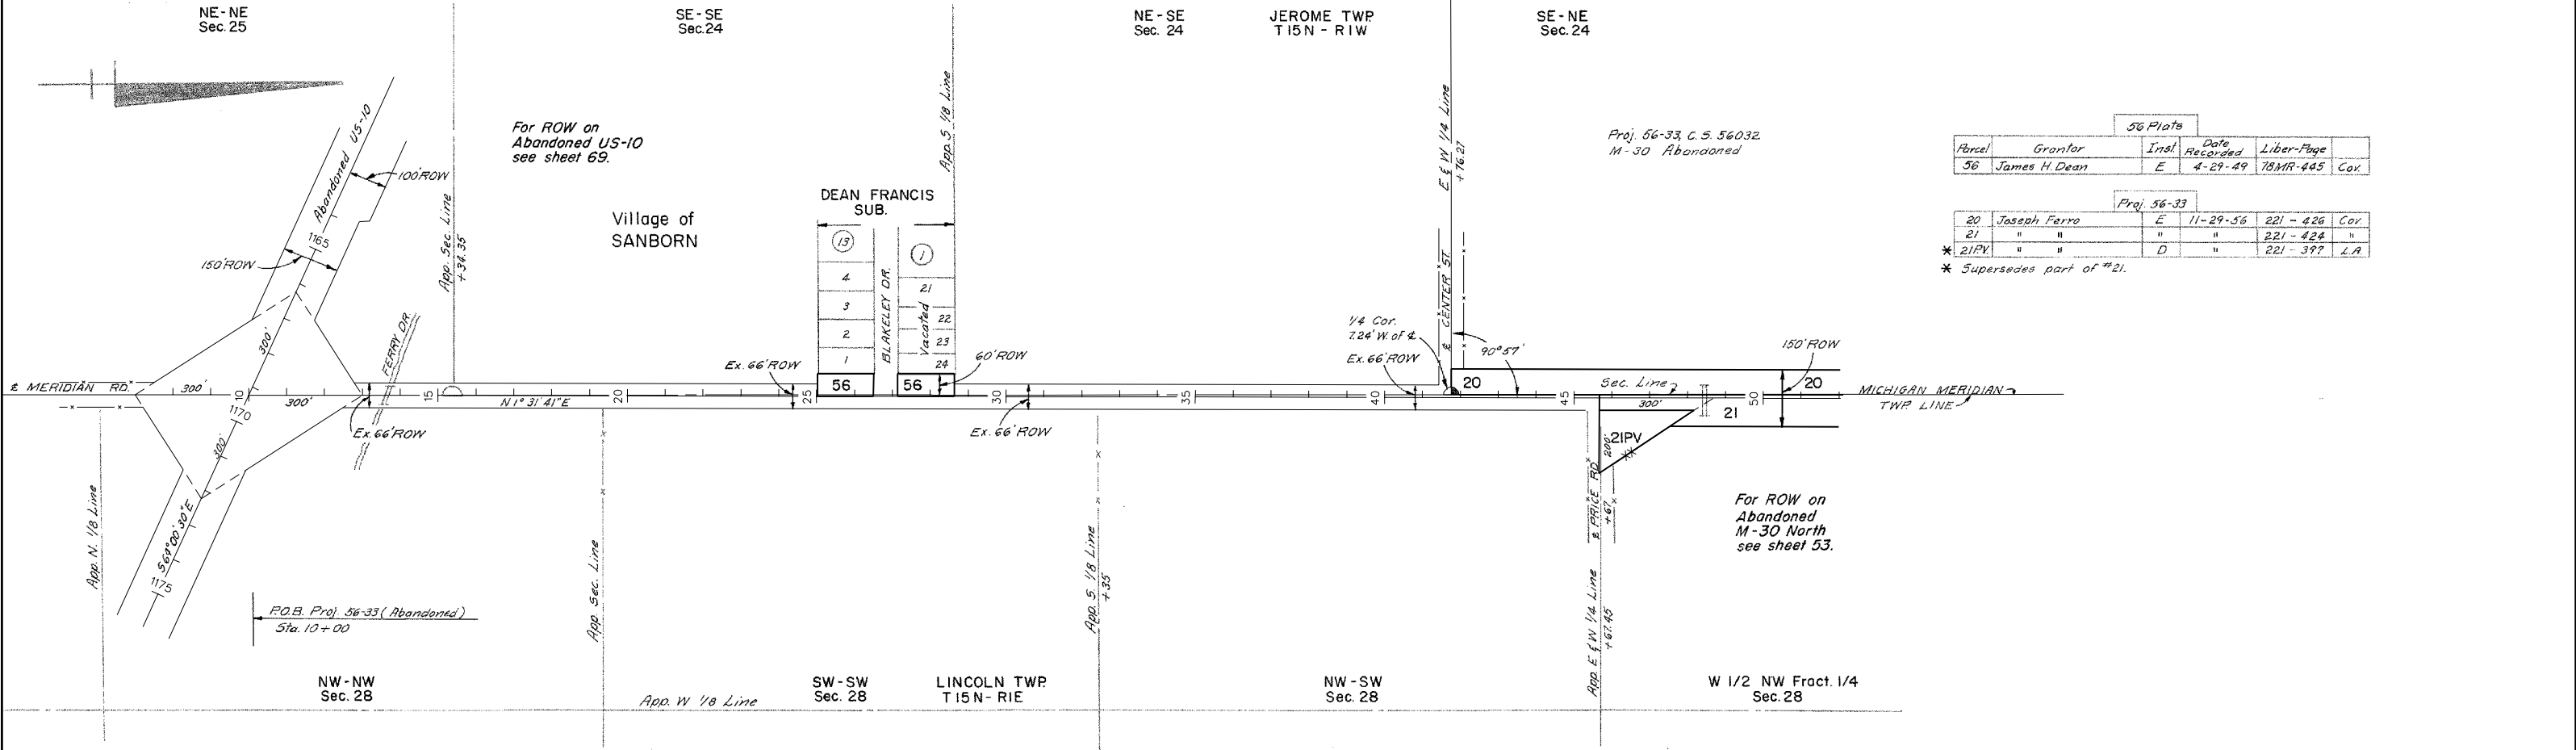 NE-NE
Sec. 25
SE-SE
Sec. 24
NE-SE
Sec. 24
JEROME TWP.
T15N - R1W
SE-NE
Sec. 24
For ROW on
Abandoned US-10
see sheet 69.
Abandoned US-10
100' ROW
1165
150' ROW
App. Sec. Line
+34.35
Village of
SANBORN
App. S 1/8 Line
DEAN FRANCIS
SUB.
13
4
3
2
1
BLAKELEY DR.
1
21
Vacated
22
23
24
56
56
60' ROW
Ex. 66' ROW
E & W 1/4 Line
+76.27
Proj. 56-33, C.S. 56032
M-30 Abandoned
℄ CENTER ST.
1/4 Cor.
7.24' W. of ℄
Ex. 66' ROW
90°57'
20
Sec. Line
150' ROW
20
MICHIGAN MERIDIAN
TWP. LINE
56 Plats
Parcel Grantor Inst. Date Recorded Liber-Page
56 James H. Dean E 4-29-49 78MR-445 Cov.
Proj. 56-33
20 Joseph Ferro E 11-29-56 221 - 426 Cov.
21 " " " " 221 - 424 "
* 21PV " " D " 221 - 397 L.A.
* Supersedes part of #21.
℄ MERIDIAN RD.
300'
300'
300'
300'
FERRY DR.
10
1170
15
N 1° 31' 41" E
20
25
30
35
40
45
50
Ex. 66' ROW
Ex. 66' ROW
300'
21
21PV
200'
℄ PRICE RD.
+67
S64°00'30"E
1175
App. N. 1/8 Line
P.O.B. Proj. 56-33 (Abandoned)
Sta. 10+00
App. Sec. Line
App. S. 1/8 Line
+35
App. E & W 1/4 Line
+67.45
For ROW on
Abandoned
M-30 North
see sheet 53.
NW-NW
Sec. 28
App. W 1/8 Line
SW-SW
Sec. 28
LINCOLN TWP.
T15N - R1E
NW-SW
Sec. 28
W 1/2 NW Fract. 1/4
Sec. 28